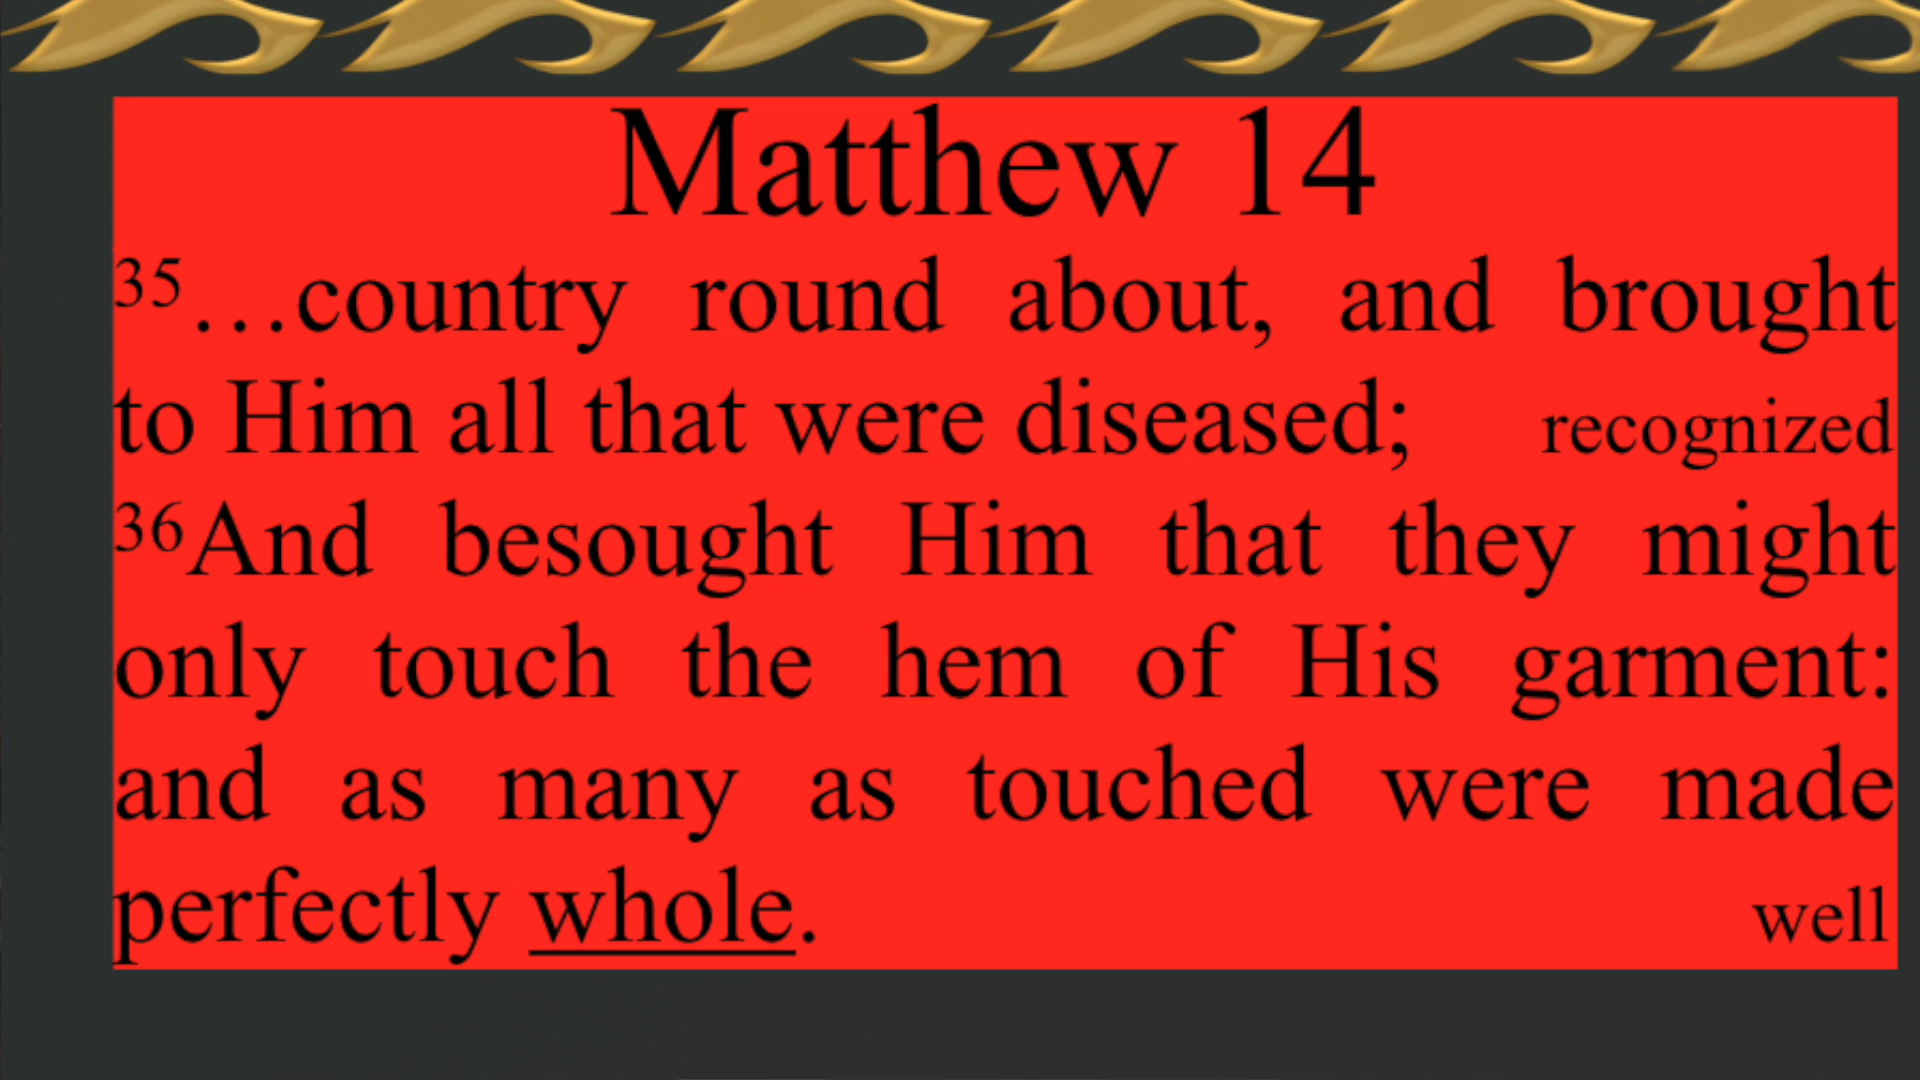 Matthew 14
35…country round about, and brought
to Him all that were diseased; recognized
36And besought Him that they might
only touch the hem of His garment:
and as many as touched were made
perfectly whole. well